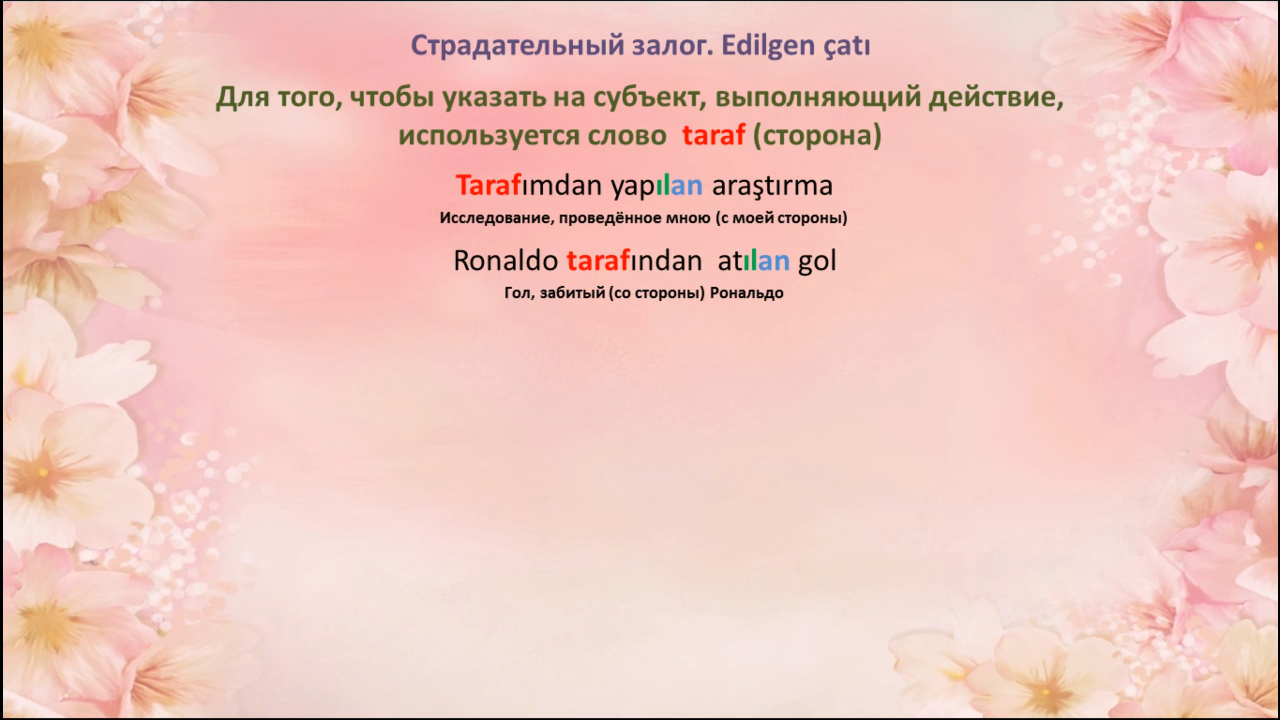 Страдательный залог. Edilgen çatı
Для того, чтобы указать на субъект, выполняющий действие,
используется слово taraf (сторона)
Tarafımdan yapılan araştırma
Исследование, проведённое мною (с моей стороны)
Ronaldo tarafından atılan gol
Гол, забитый (со стороны) Рональдо